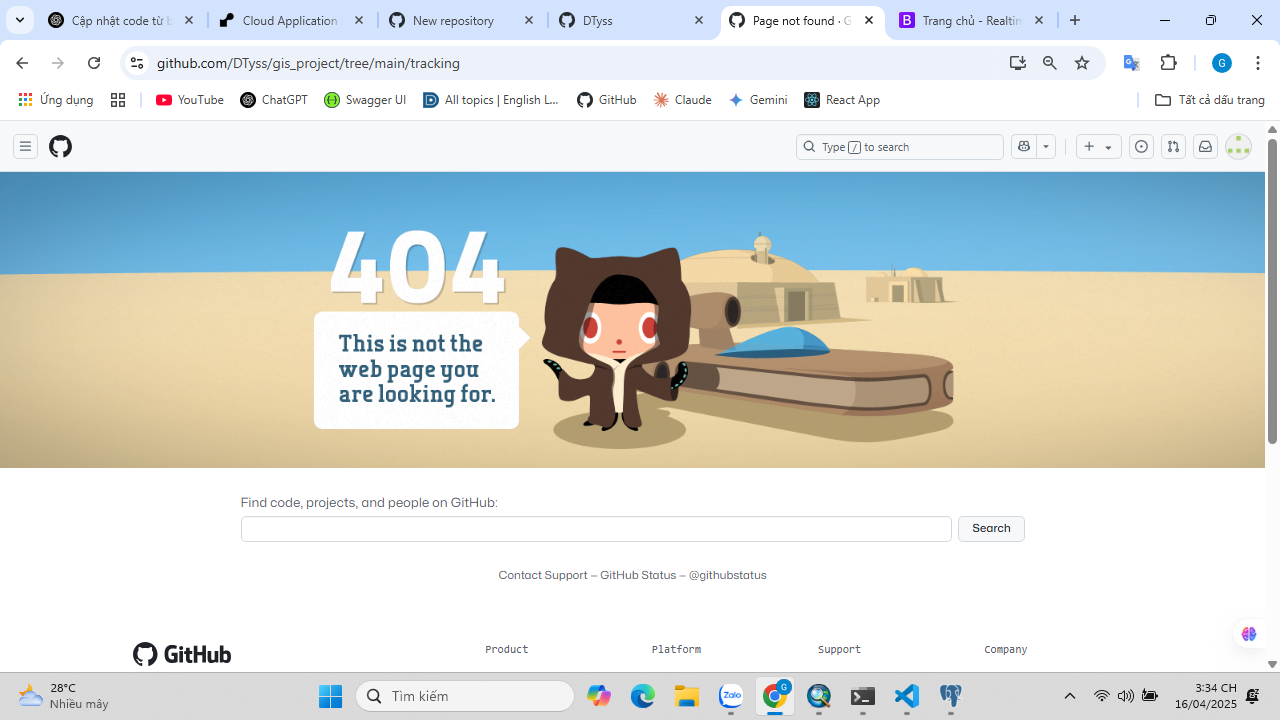 Cập nhật code từ b
Cloud Application
New repository
DTyss
Page not found · G
Trang chủ - Realtim
github.com/DTyss/gis_project/tree/main/tracking
G
Ứng dụng
YouTube
ChatGPT
Swagger UI
All topics | English L...
GitHub
Claude
Gemini
React App
Tất cả dấu trang
Type / to search
404
This is not the
web page you
are looking for.
Find code, projects, and people on GitHub:
Search
Contact Support — GitHub Status — @githubstatus
GitHub
Product
Platform
Support
Company
28°C
Nhiều mây
Tìm kiếm
Zalo
G
3:34 CH
16/04/2025